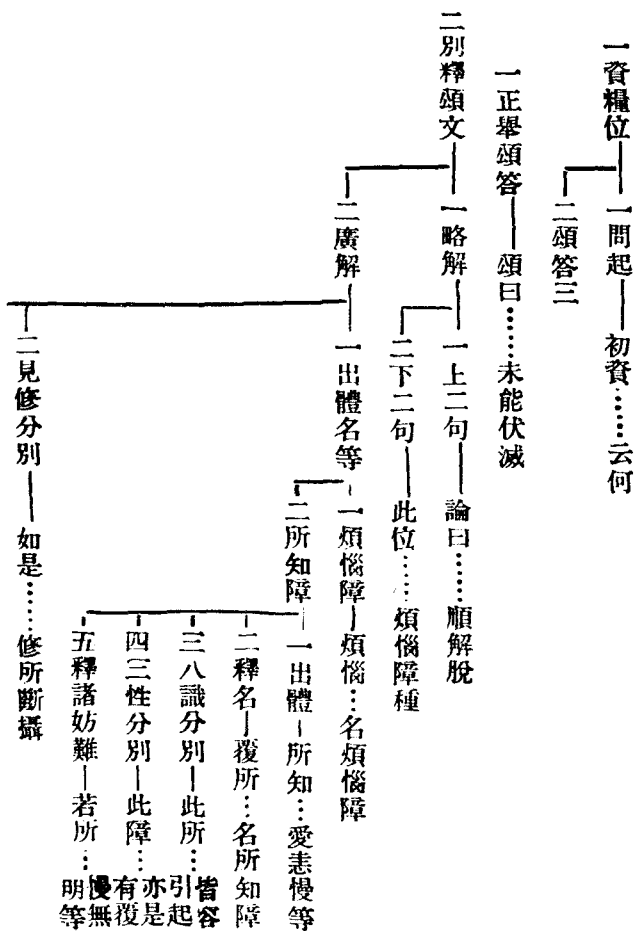 一資糧位 一問起——初資……云何
二頌答三
一正舉頌答——頌曰……未能伏滅
二別釋頌文 一略解 一上二句——論曰……順解脫
二下二句——此位……煩惱障種
二廣解 一出體名等 一煩惱障—煩惱…名煩惱障
二所知障 一出體—所知…愛恚慢等
二釋名—覆所…名所知障
三八識分別—此所…皆容引起
四三性分別—此障…亦是有覆
五釋諸妨難—若所…慢無明等
二見修分別——如是……修所斷攝